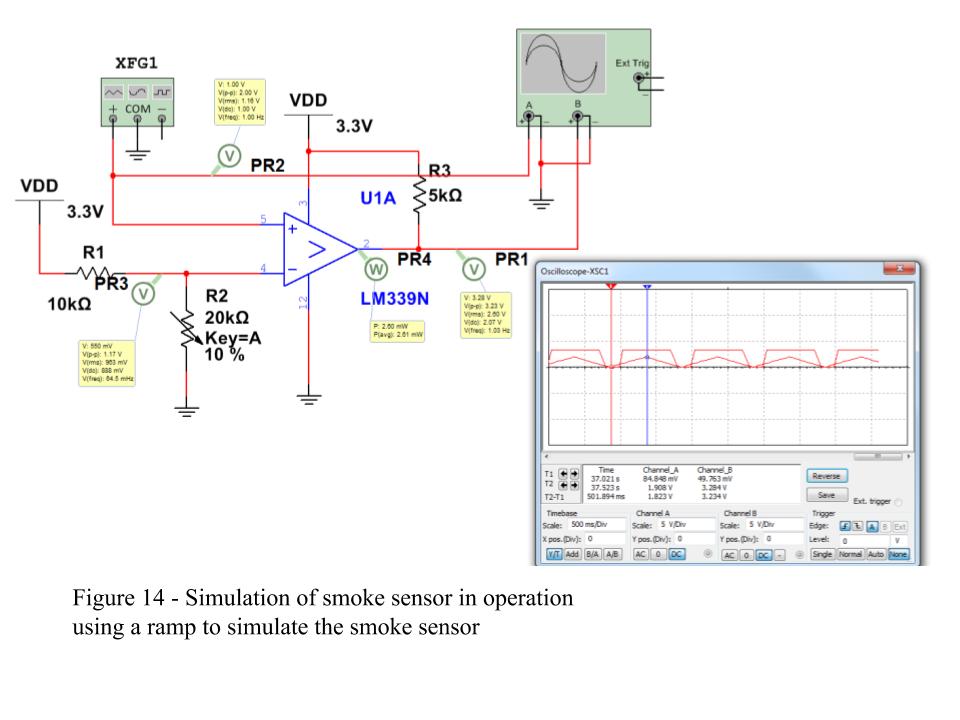 XFG1
COM
V: 1.00 V
V(p-p): 2.00 V
V(rms): 1.16 V
V(dc): 1.00 V
V(freq): 1.00 Hz
VDD
3.3V
V
PR2
A
B
Ext Trig
VDD
3.3V
R3
5kΩ
U1A
3
5
2
4
12
R1
10kΩ
PR3
V
R2
20kΩ
Key=A
10 %
LM339N
W
PR4
V
PR1
V: 550 mV
V(p-p): 1.17 V
V(rms): 963 mV
V(dc): 888 mV
V(freq): 64.5 mHz
P: 2.60 mW
P(avg): 2.61 mW
V: 3.28 V
V(p-p): 3.23 V
V(rms): 2.60 V
V(dc): 2.07 V
V(freq): 1.00 Hz
Oscilloscope-XSC1
Time Channel_A Channel_B
T1 37.021 s 84.848 mV 49.763 mV
T2 37.523 s 1.908 V 3.284 V
T2-T1 501.894 ms 1.823 V 3.234 V
Reverse
Save
Ext. trigger
Timebase Channel A Channel B Trigger
Scale: 500 ms/Div Scale: 5 V/Div Scale: 5 V/Div Edge: A B Ext
X pos.(Div): 0 Y pos.(Div): 0 Y pos.(Div): 0 Level: 0 V
Y/T Add B/A A/B AC 0 DC AC 0 DC - Single Normal Auto None
Figure 14 - Simulation of smoke sensor in operation
using a ramp to simulate the smoke sensor